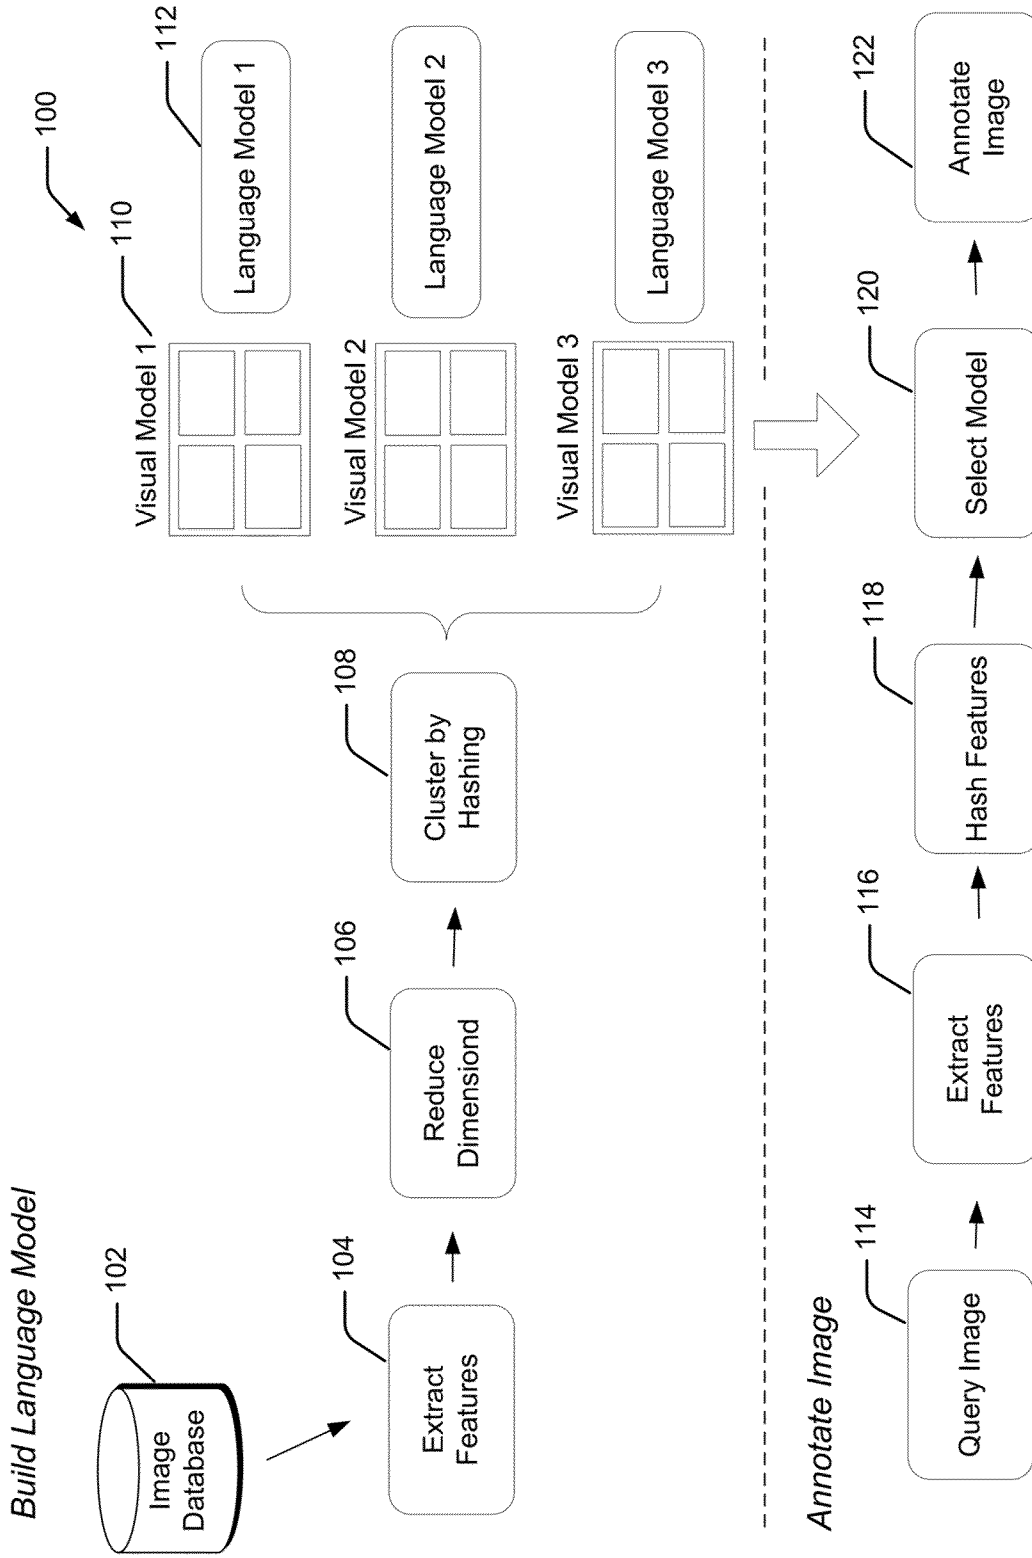 Build Language Model
100
102
Image
Database
104
Extract
Features
106
Reduce
Dimensiond
108
Cluster by
Hashing
110
Visual Model 1
112
Language Model 1
Visual Model 2
Language Model 2
Visual Model 3
Language Model 3
Annotate Image
114
Query Image
116
Extract
Features
118
Hash Features
120
Select Model
122
Annotate
Image